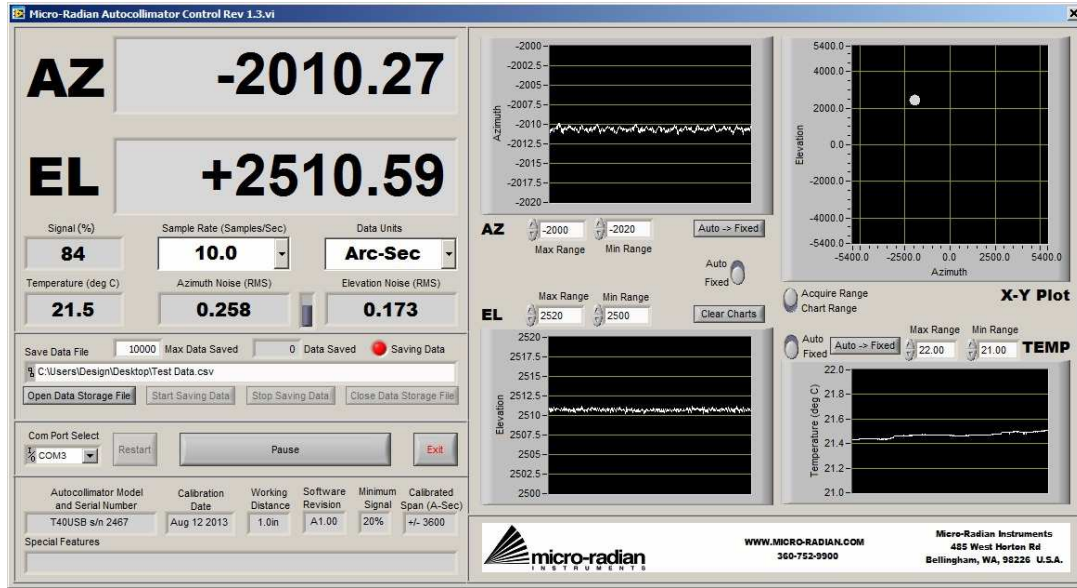 Micro-Radian Autocollimator Control Rev 1.3.vi
AZ
-2010.27
EL
+2510.59
Signal (%)
Sample Rate (Samples/Sec)
Data Units
84
10.0
Arc-Sec
Temperature (deg C)
Azimuth Noise (RMS)
Elevation Noise (RMS)
21.5
0.258
0.173
Save Data File
10000
Max Data Saved
0
Data Saved
Saving Data
C:\Users\Design\Desktop\Test Data.csv
Open Data Storage File
Start Saving Data
Stop Saving Data
Close Data Storage File
Com Port Select
COM3
Restart
Pause
Exit
Autocollimator Model and Serial Number
Calibration Date
Working Distance
Software Revision
Minimum Signal
Calibrated Span (A-Sec)
T40USB s/n 2467
Aug 12 2013
1.0in
A1.00
20%
+/- 3600
Special Features
Azimuth
-2000
-2002.5
-2005
-2007.5
-2010
-2012.5
-2015
-2017.5
-2020
AZ
-2000
-2020
Auto -> Fixed
Max Range
Min Range
Auto
Fixed
Max Range
Min Range
EL
2520
2500
Clear Charts
Elevation
2520
2517.5
2515
2512.5
2510
2507.5
2505
2502.5
2500
Elevation
5400.0
4000.0
2000.0
0.0
-2000.0
-4000.0
-5400.0
-5400.0
-2500.0
0.0
2500.0
5400.0
Azimuth
Acquire Range
Chart Range
X-Y Plot
Auto
Fixed
Auto -> Fixed
Max Range
Min Range
22.00
21.00
TEMP
Temperature (deg C)
22.0
21.8
21.6
21.4
21.2
21.0
micro-radian
INSTRUMENTS
WWW.MICRO-RADIAN.COM
360-752-9900
Micro-Radian Instruments
485 West Horton Rd
Bellingham, WA, 98226 U.S.A.